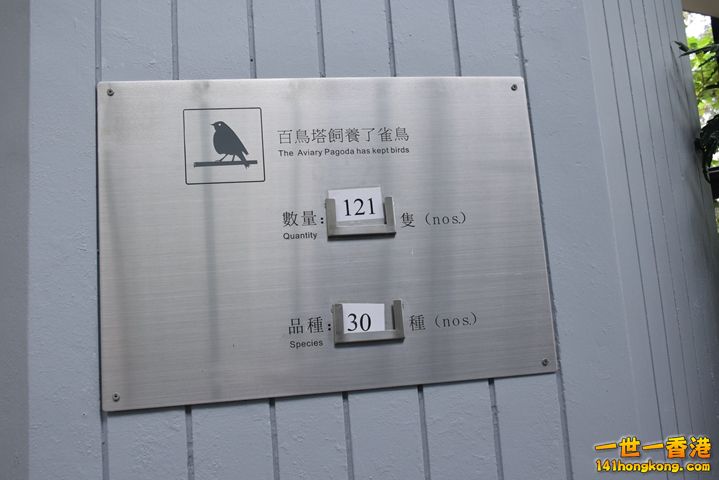 百鳥塔飼養了雀鳥
The Aviary Pagoda has kept birds
數量： 121 隻（nos.）
Quantity
品種： 30 種（nos.）
Species
一世一香港
141hongkong.com